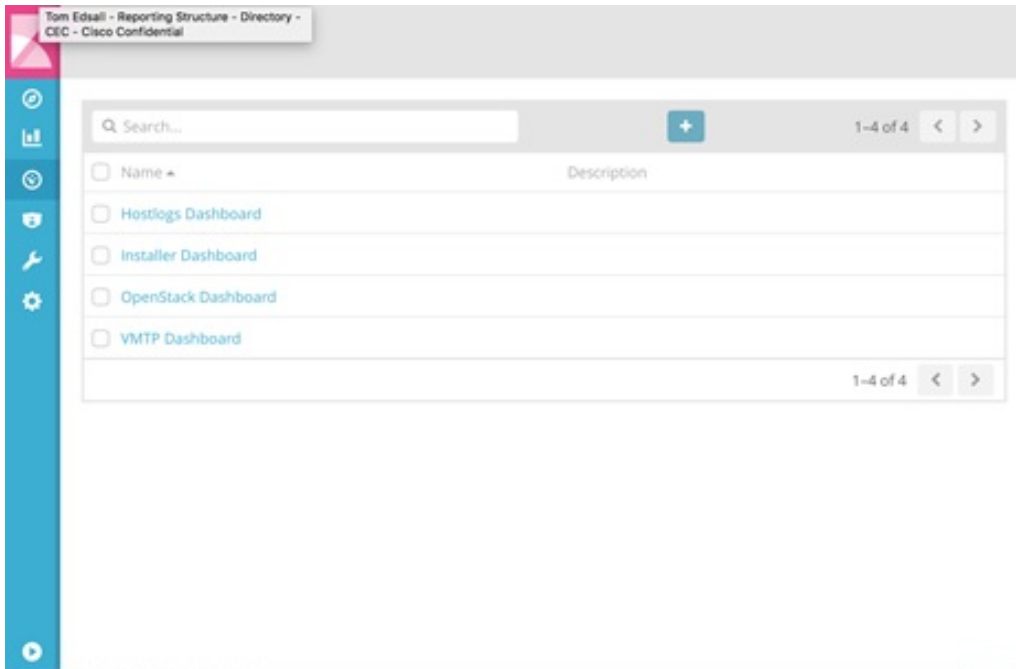 Tom Edsall - Reporting Structure - Directory -
CEC - Cisco Confidential
Search...
1–4 of 4
Name
Description
Hostlogs Dashboard
Installer Dashboard
OpenStack Dashboard
VMTP Dashboard
1–4 of 4